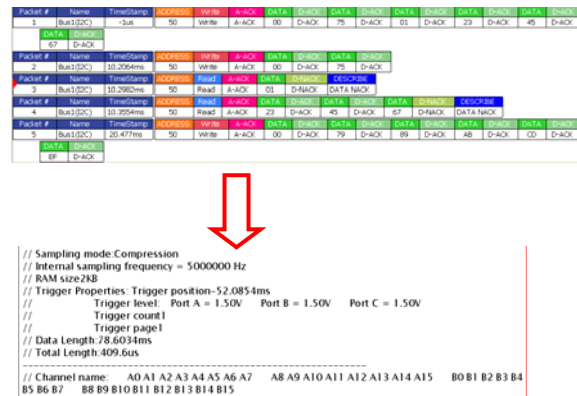 Packet # Name TimeStamp ADDRESS Write A-ACK DATA D-ACK DATA D-ACK DATA D-ACK DATA D-ACK DATA D-ACK
1 Bus1(I2C) -1us 50 Write A-ACK 00 D-ACK 75 D-ACK 01 D-ACK 23 D-ACK 45 D-ACK
DATA D-ACK
67 D-ACK
Packet # Name TimeStamp ADDRESS Write A-ACK DATA D-ACK DATA D-ACK
2 Bus1(I2C) 10.2064ms 50 Write A-ACK 00 D-ACK 75 D-ACK
Packet # Name TimeStamp ADDRESS Read A-ACK DATA D-NACK DESCRIBE
3 Bus1(I2C) 10.2982ms 50 Read A-ACK 01 D-NACK DATA NACK
Packet # Name TimeStamp ADDRESS Read A-ACK DATA D-ACK DATA D-ACK DATA D-NACK DESCRIBE
4 Bus1(I2C) 10.3554ms 50 Read A-ACK 23 D-ACK 45 D-ACK 67 D-NACK DATA NACK
Packet # Name TimeStamp ADDRESS Write A-ACK DATA D-ACK DATA D-ACK DATA D-ACK DATA D-ACK DATA D-ACK
5 Bus1(I2C) 20.477ms 50 Write A-ACK 00 D-ACK 79 D-ACK 89 D-ACK AB D-ACK CD D-ACK
DATA D-ACK
EF D-ACK
// Sampling mode:Compression
// Internal sampling frequency = 5000000 Hz
// RAM size2KB
// Trigger Properties: Trigger position-52.0854ms
// Trigger level: Port A = 1.50V Port B = 1.50V Port C = 1.50V
// Trigger count1
// Trigger page1
// Data Length:78.6034ms
// Total Length:409.6us
// Channel name: A0 A1 A2 A3 A4 A5 A6 A7 A8 A9 A10 A11 A12 A13 A14 A15 B0 B1 B2 B3 B4
B5 B6 B7 B8 B9 B10 B11 B12 B13 B14 B15